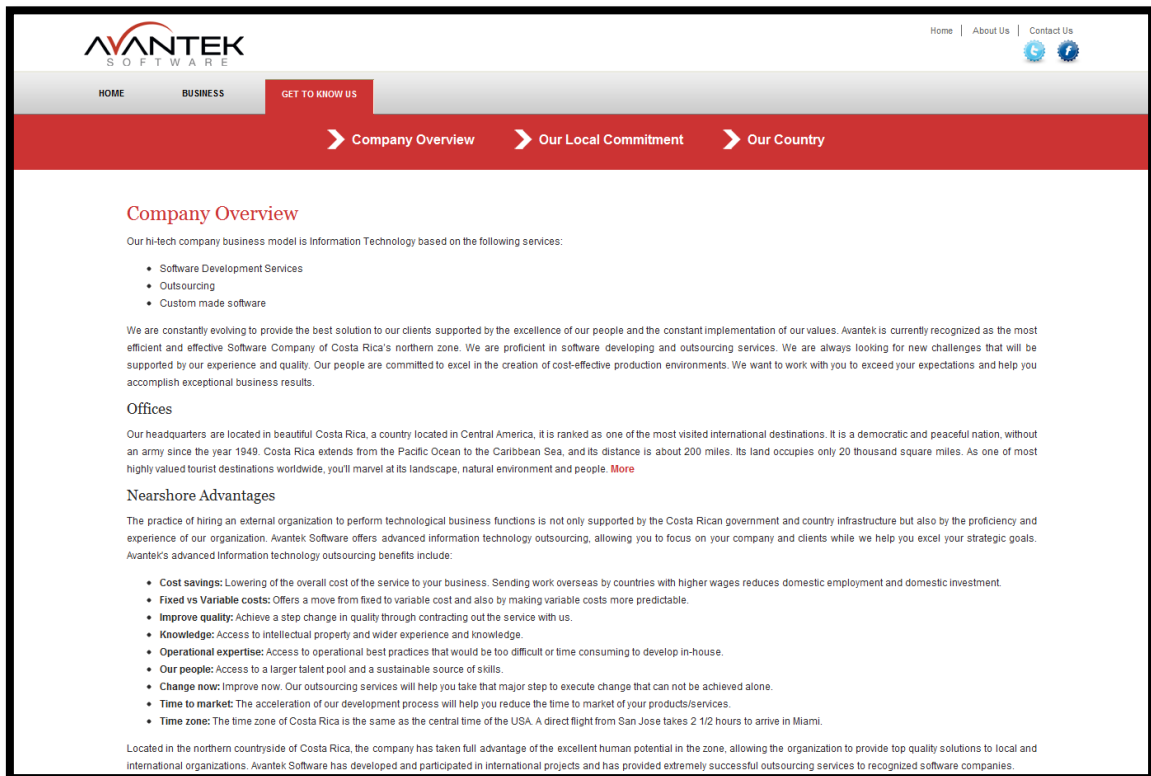 AVANTEK
SOFTWARE
Home | About Us | Contact Us
HOME
BUSINESS
GET TO KNOW US
Company Overview
Our Local Commitment
Our Country
Company Overview
Our hi-tech company business model is Information Technology based on the following services:
• Software Development Services
• Outsourcing
• Custom made software
We are constantly evolving to provide the best solution to our clients supported by the excellence of our people and the constant implementation of our values. Avantek is currently recognized as the most
efficient and effective Software Company of Costa Rica's northern zone. We are proficient in software developing and outsourcing services. We are always looking for new challenges that will be
supported by our experience and quality. Our people are committed to excel in the creation of cost-effective production environments. We want to work with you to exceed your expectations and help you
accomplish exceptional business results.
Offices
Our headquarters are located in beautiful Costa Rica, a country located in Central America, it is ranked as one of the most visited international destinations. It is a democratic and peaceful nation, without
an army since the year 1949. Costa Rica extends from the Pacific Ocean to the Caribbean Sea, and its distance is about 200 miles. Its land occupies only 20 thousand square miles. As one of most
highly valued tourist destinations worldwide, you'll marvel at its landscape, natural environment and people. More
Nearshore Advantages
The practice of hiring an external organization to perform technological business functions is not only supported by the Costa Rican government and country infrastructure but also by the proficiency and
experience of our organization. Avantek Software offers advanced information technology outsourcing, allowing you to focus on your company and clients while we help you excel your strategic goals.
Avantek's advanced Information technology outsourcing benefits include:
• Cost savings: Lowering of the overall cost of the service to your business. Sending work overseas by countries with higher wages reduces domestic employment and domestic investment.
• Fixed vs Variable costs: Offers a move from fixed to variable cost and also by making variable costs more predictable.
• Improve quality: Achieve a step change in quality through contracting out the service with us.
• Knowledge: Access to intellectual property and wider experience and knowledge.
• Operational expertise: Access to operational best practices that would be too difficult or time consuming to develop in-house.
• Our people: Access to a larger talent pool and a sustainable source of skills.
• Change now: Improve now. Our outsourcing services will help you take that major step to execute change that can not be achieved alone.
• Time to market: The acceleration of our development process will help you reduce the time to market of your products/services.
• Time zone: The time zone of Costa Rica is the same as the central time of the USA. A direct flight from San Jose takes 2 1/2 hours to arrive in Miami.
Located in the northern countryside of Costa Rica, the company has taken full advantage of the excellent human potential in the zone, allowing the organization to provide top quality solutions to local and
international organizations. Avantek Software has developed and participated in international projects and has provided extremely successful outsourcing services to recognized software companies.